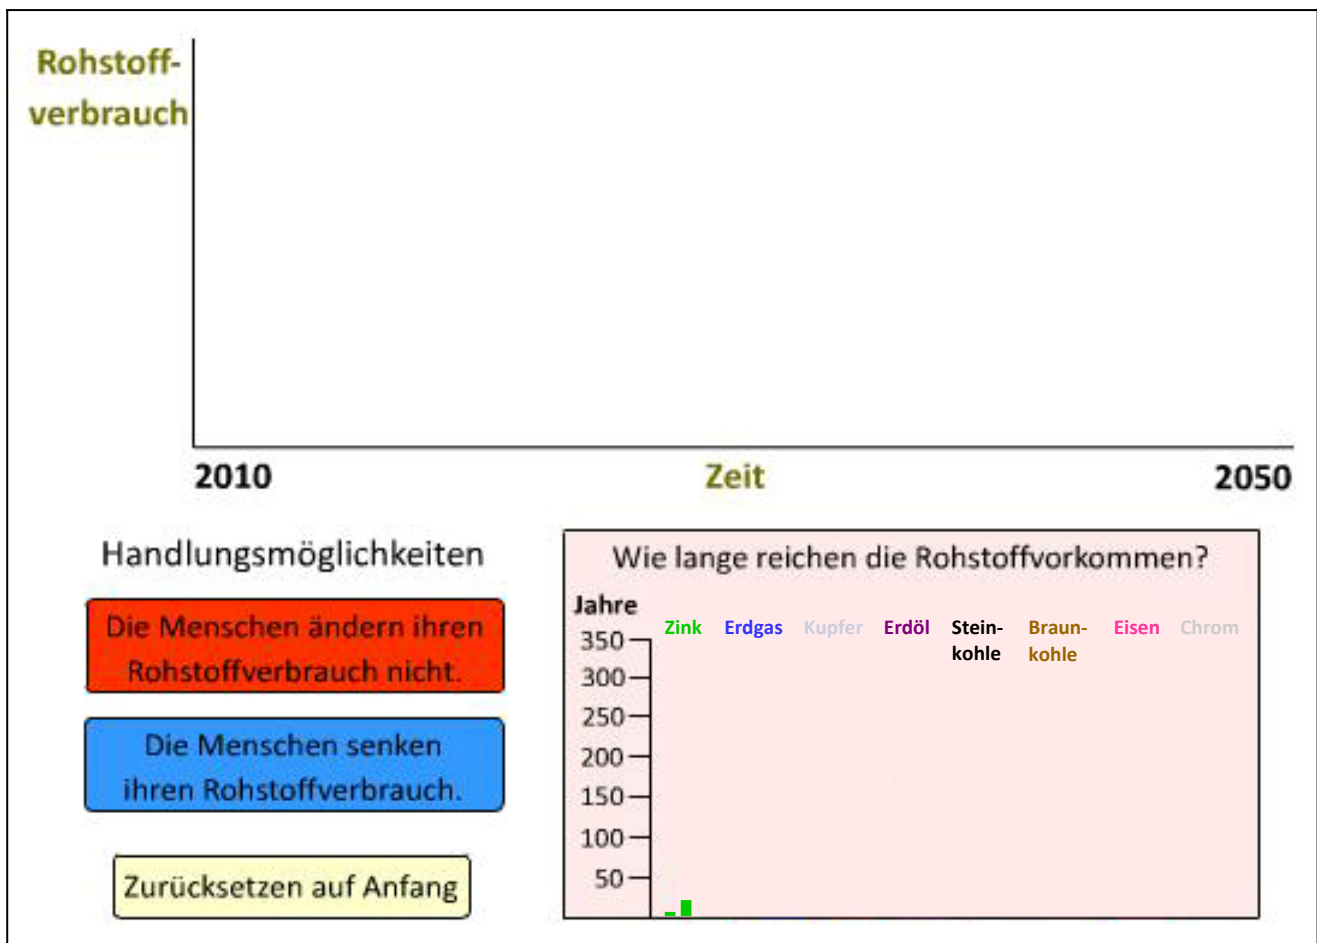 Rohstoff-
verbrauch
2010 Zeit 2050
Handlungsmöglichkeiten
Die Menschen ändern ihren
Rohstoffverbrauch nicht.
Die Menschen senken
ihren Rohstoffverbrauch.
Zurücksetzen auf Anfang
Wie lange reichen die Rohstoffvorkommen?
Jahre
Zink Erdgas Kupfer Erdöl Stein- Braun- Eisen Chrom
kohle kohle
350
300
250
200
150
100
50